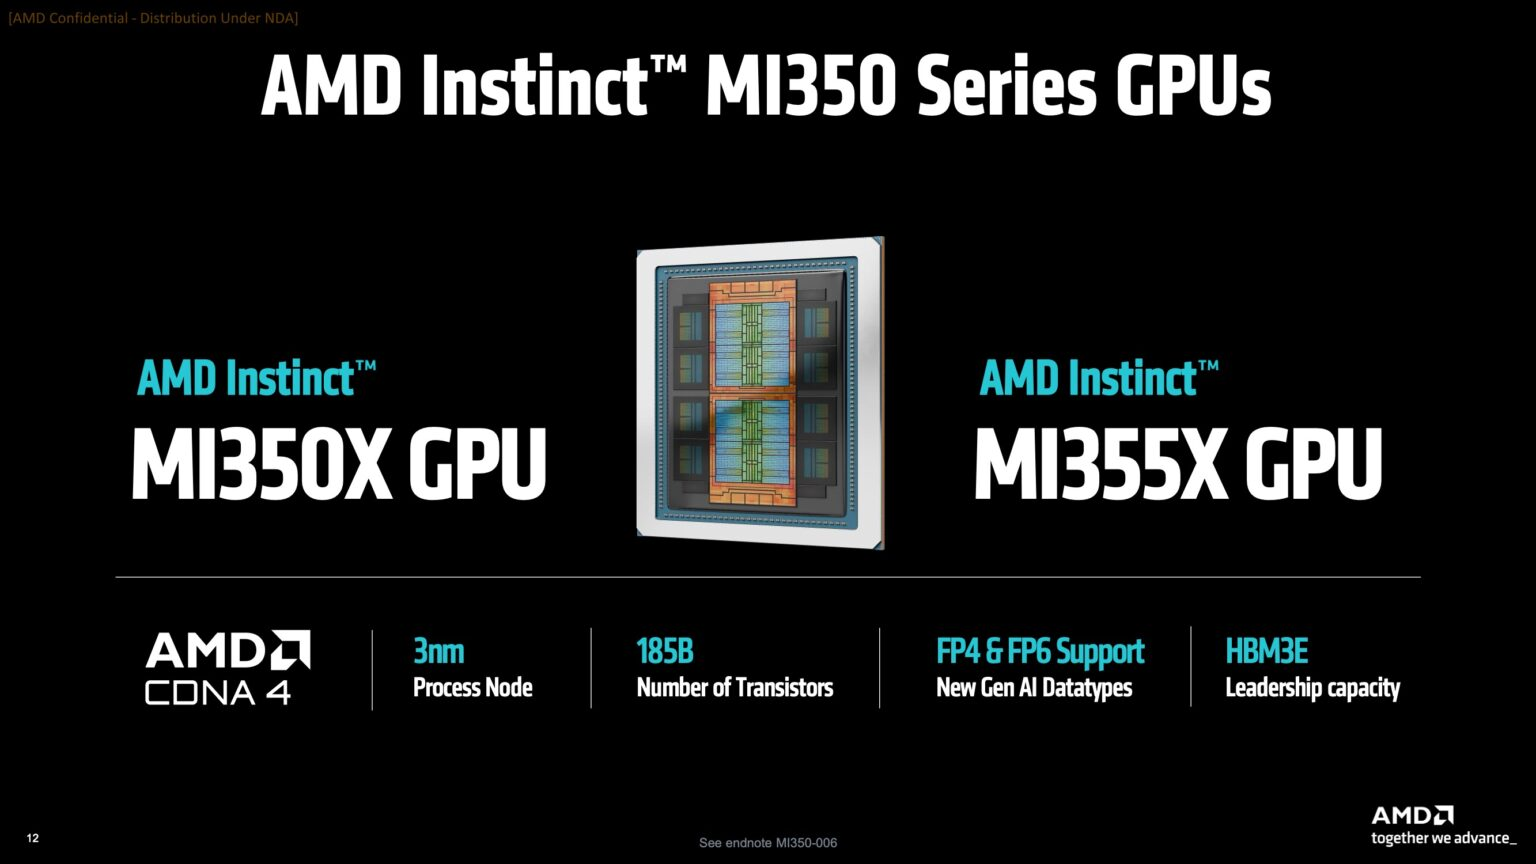 [AMD Confidential - Distribution Under NDA]
AMD Instinct™ MI350 Series GPUs
AMD Instinct™
MI350X GPU
AMD Instinct™
MI355X GPU
AMD
CDNA 4
3nm
Process Node
185B
Number of Transistors
FP4 & FP6 Support
New Gen AI Datatypes
HBM3E
Leadership capacity
12
See endnote MI350-006
AMD
together we advance_